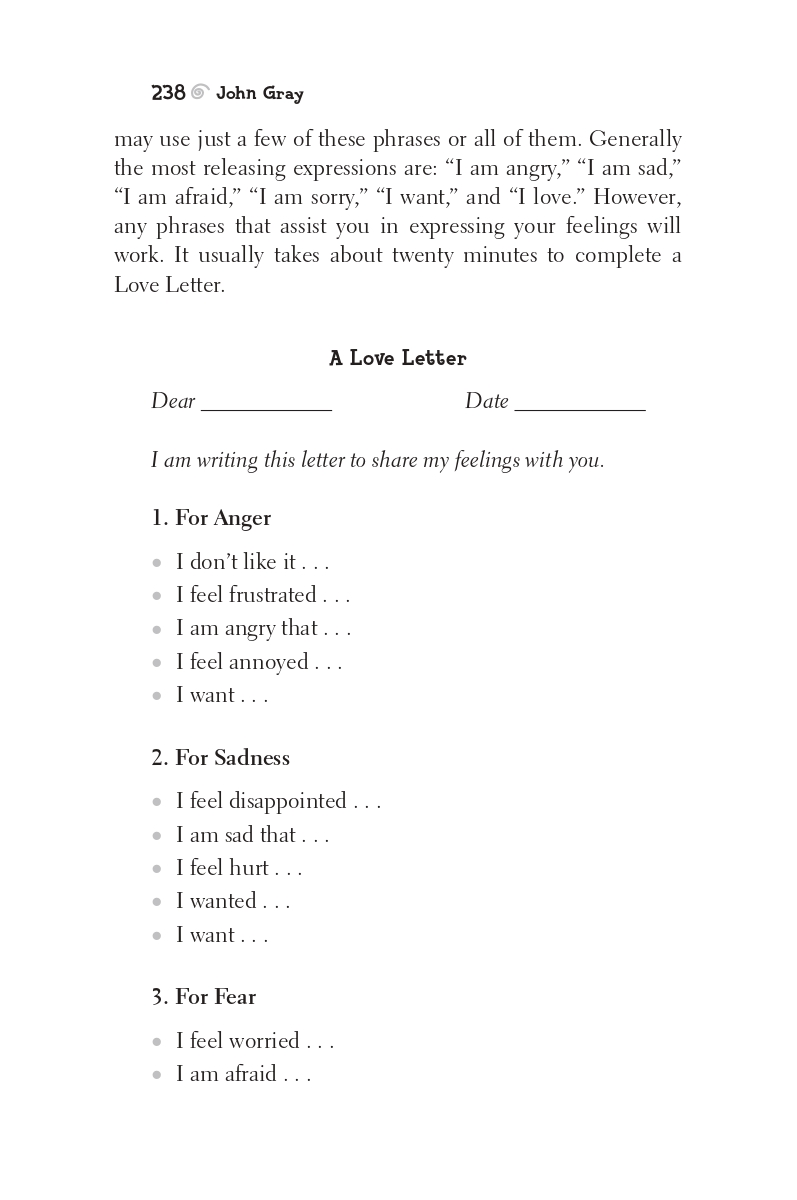 238 John Gray
may use just a few of these phrases or all of them. Generally
the most releasing expressions are: “I am angry,” “I am sad,”
“I am afraid,” “I am sorry,” “I want,” and “I love.” However,
any phrases that assist you in expressing your feelings will
work. It usually takes about twenty minutes to complete a
Love Letter.
A Love Letter
Dear ____________ Date ____________
I am writing this letter to share my feelings with you.
1. For Anger
• I don’t like it . . .
• I feel frustrated . . .
• I am angry that . . .
• I feel annoyed . . .
• I want . . .
2. For Sadness
• I feel disappointed . . .
• I am sad that . . .
• I feel hurt . . .
• I wanted . . .
• I want . . .
3. For Fear
• I feel worried . . .
• I am afraid . . .